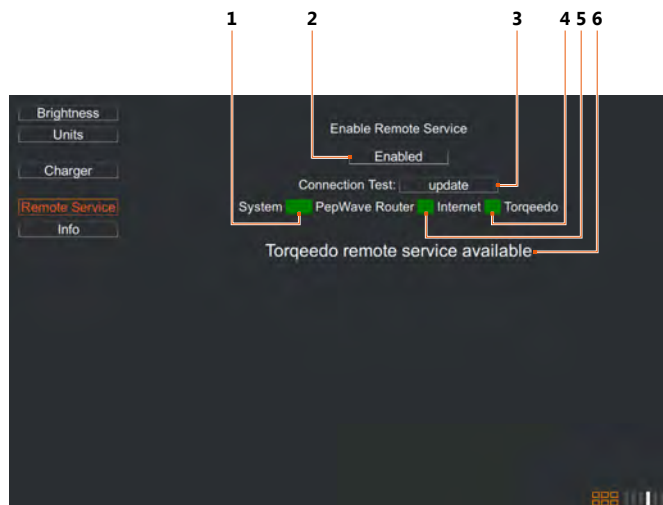 1 2 3 4 5 6
Brightness
Units
Charger
Remote Service
Info
Enable Remote Service
Enabled
Connection Test: update
System PepWave Router Internet Torqeedo
Torqeedo remote service available